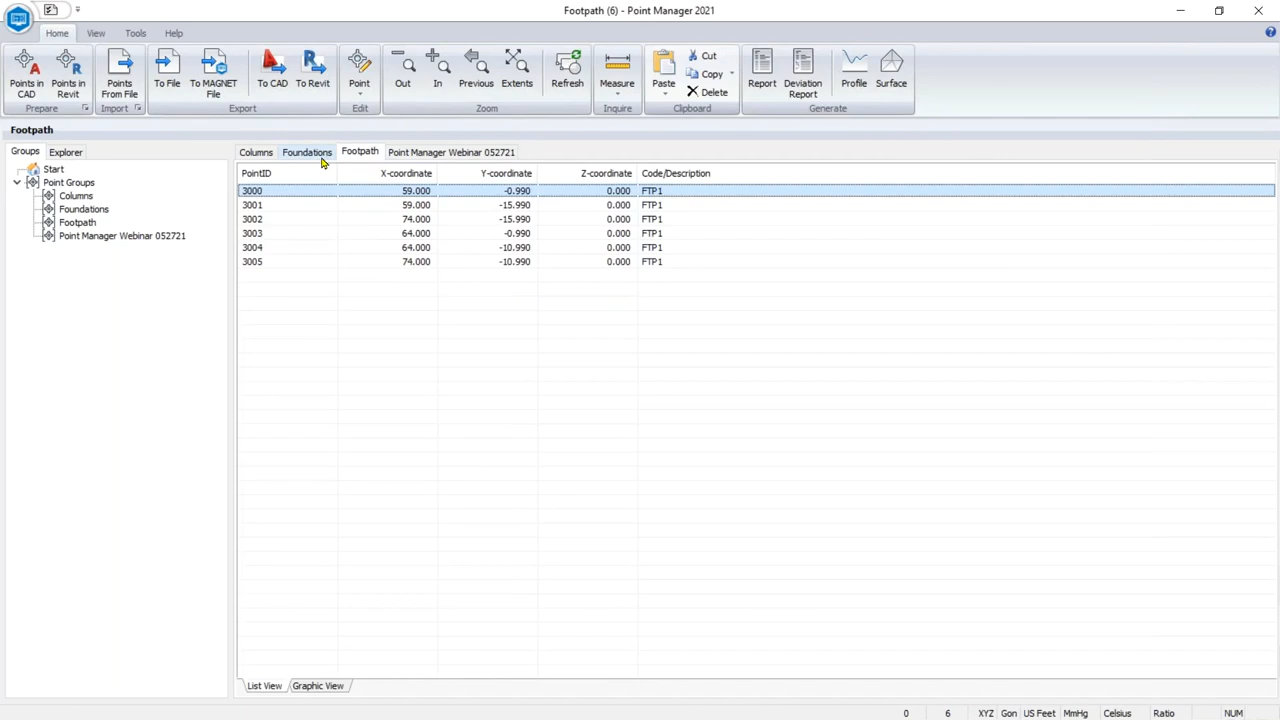 Footpath (6) - Point Manager 2021
Home View Tools Help
Points in CAD
Points in Revit
Prepare
Points From File
Import
To File
To MAGNET File
To CAD
To Revit
Export
Point
Edit
Out
In
Previous
Extents
Zoom
Refresh
Measure
Inquire
Paste
Cut
Copy
Delete
Clipboard
Report
Deviation Report
Profile
Surface
Generate
Footpath
Groups Explorer
Start
Point Groups
Columns
Foundations
Footpath
Point Manager Webinar 052721
Columns Foundations Footpath Point Manager Webinar 052721
PointID X-coordinate Y-coordinate Z-coordinate Code/Description
3000 59.000 -0.990 0.000 FTP1
3001 59.000 -15.990 0.000 FTP1
3002 74.000 -15.990 0.000 FTP1
3003 64.000 -0.990 0.000 FTP1
3004 64.000 -10.990 0.000 FTP1
3005 74.000 -10.990 0.000 FTP1
List View Graphic View
0 6 XYZ Gon US Feet MmHg Celsius Ratio NUM